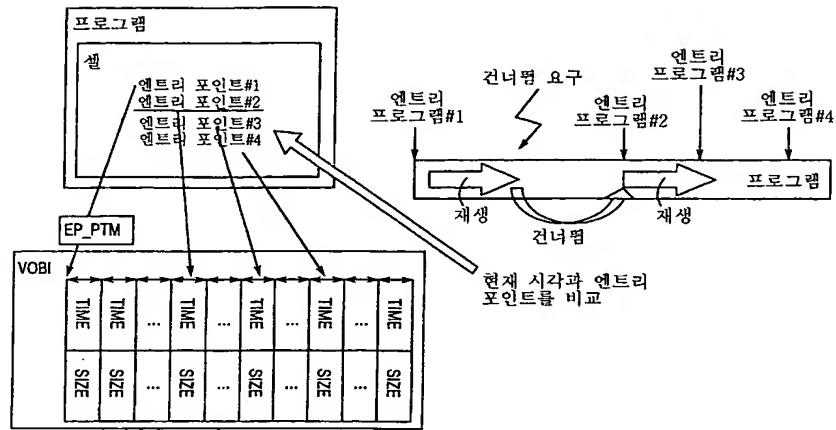 프로그램
셀
엔트리 포인트#1
엔트리 포인트#2
엔트리 포인트#3
엔트리 포인트#4
EP_PTM
VOBI
TIME TIME ... TIME ... TIME ... TIME ... TIME
SIZE SIZE ... SIZE ... SIZE ... SIZE ... SIZE
건너뜀 요구
엔트리
프로그램#1
엔트리
프로그램#2
엔트리
프로그램#3
엔트리
프로그램#4
프로그램
재생
재생
건너뜀
현재 시각과 엔트리
포인트를 비교